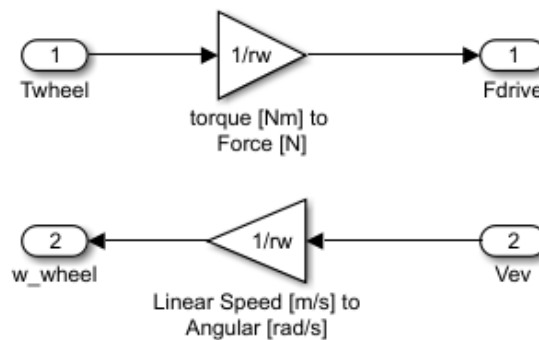 1
Twheel
1/rw
torque [Nm] to
Force [N]
1
Fdrive
2
w_wheel
1/rw
Linear Speed [m/s] to
Angular [rad/s]
2
Vev